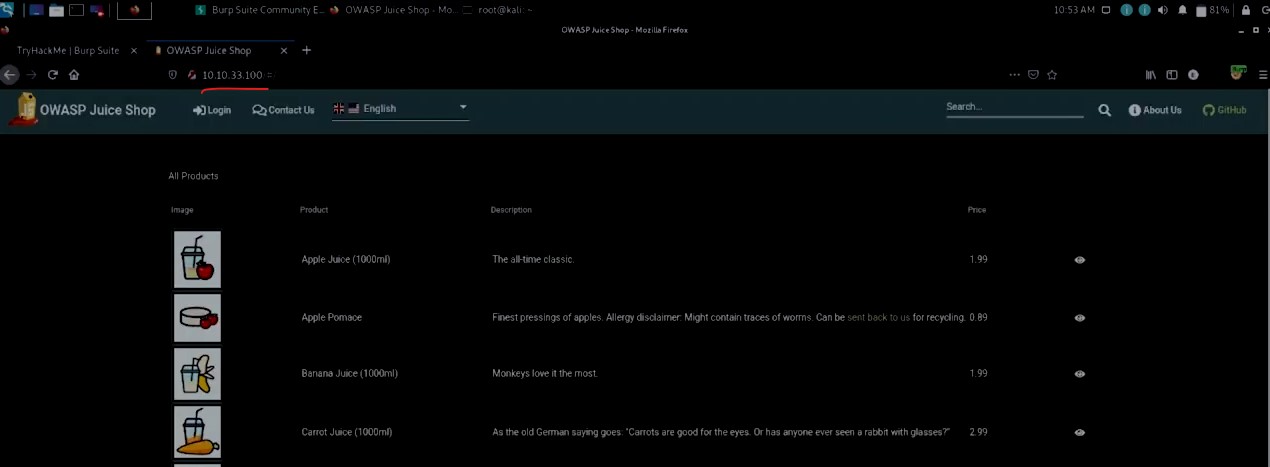 Burp Suite Community E... OWASP Juice Shop - Mo... root@kali: ~ 10:53 AM 81%
OWASP Juice Shop - Mozilla Firefox
TryHackMe | Burp Suite × OWASP Juice Shop × +
10.10.33.100
OWASP Juice Shop Login Contact Us English Search... About Us GitHub
All Products
Image Product Description Price
Apple Juice (1000ml) The all-time classic. 1.99
Apple Pomace Finest pressings of apples. Allergy disclaimer: Might contain traces of worms. Can be sent back to us for recycling. 0.89
Banana Juice (1000ml) Monkeys love it the most. 1.99
Carrot Juice (1000ml) As the old German saying goes: "Carrots are good for the eyes. Or has anyone ever seen a rabbit with glasses?" 2.99